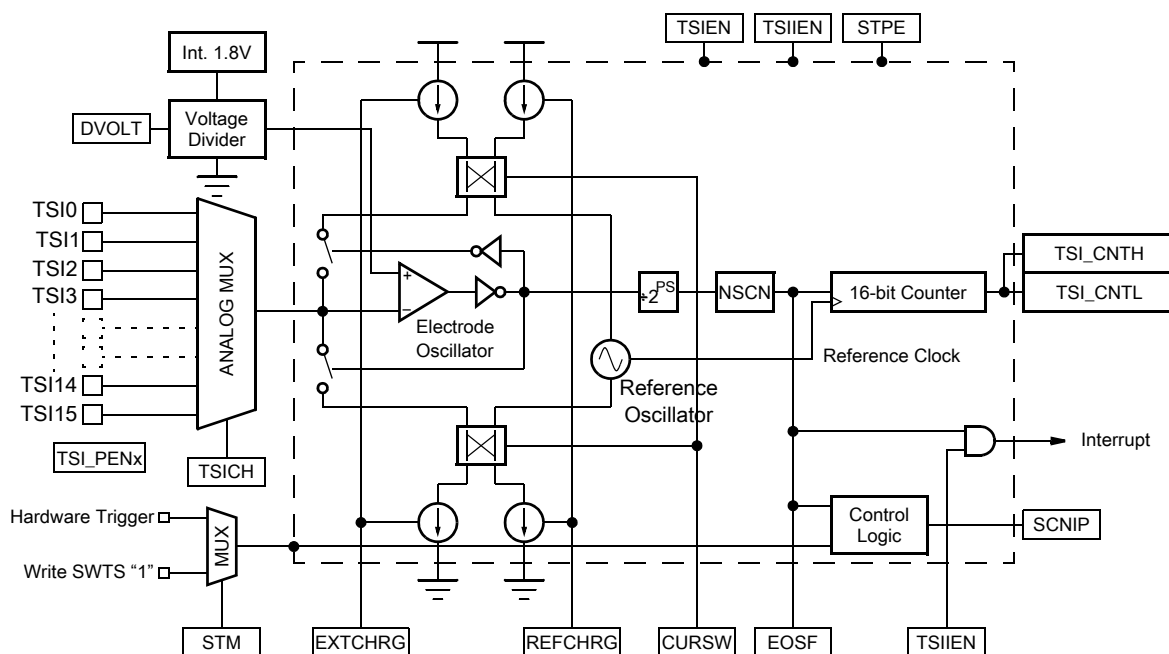 TSIEN
TSIIEN
STPE
Int. 1.8V
DVOLT
Voltage
Divider
TSI0
TSI1
TSI2
TSI3
TSI14
TSI15
ANALOG MUX
+
−
Electrode
Oscillator
÷2^PS
NSCN
16-bit Counter
TSI_CNTH
TSI_CNTL
Reference Clock
Reference
Oscillator
TSI_PENx
TSICH
Interrupt
Hardware Trigger
MUX
Write SWTS “1”
Control
Logic
SCNIP
STM
EXTCHRG
REFCHRG
CURSW
EOSF
TSIIEN